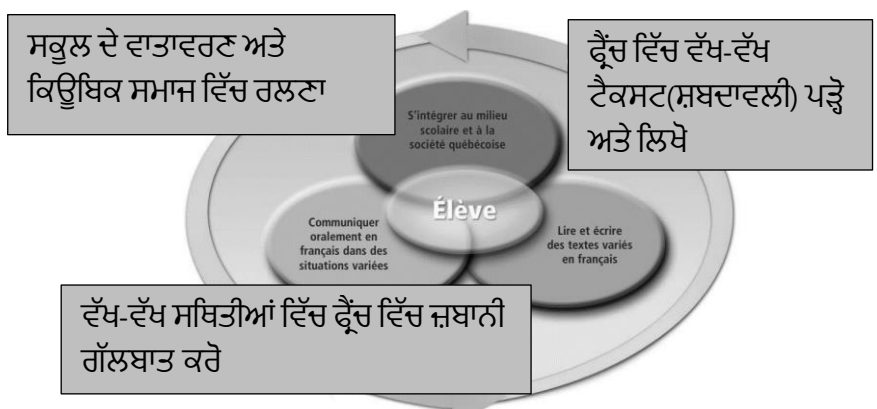 ਸਕੂਲ ਦੇ ਵਾਤਾਵਰਣ ਅਤੇ
ਕਿਊਬਿਕ ਸਮਾਜ ਵਿੱਚ ਰਲਣਾ
ਫ੍ਰੈਂਚ ਵਿੱਚ ਵੱਖ-ਵੱਖ
ਟੈਕਸਟ(ਸ਼ਬਦਾਵਲੀ) ਪੜ੍ਹੋ
ਅਤੇ ਲਿਖੋ
S'intégrer au milieu
scolaire et à la
société québécoise
Élève
Communiquer
oralement en
français dans des
situations variées
Lire et écrire
des textes variés
en français
ਵੱਖ-ਵੱਖ ਸਥਿਤੀਆਂ ਵਿੱਚ ਫ੍ਰੈਂਚ ਵਿੱਚ ਜ਼ਬਾਨੀ
ਗੱਲਬਾਤ ਕਰੋ